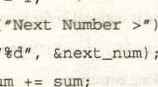 ("Next Number >")
"%d", &next_num);
um += sum;